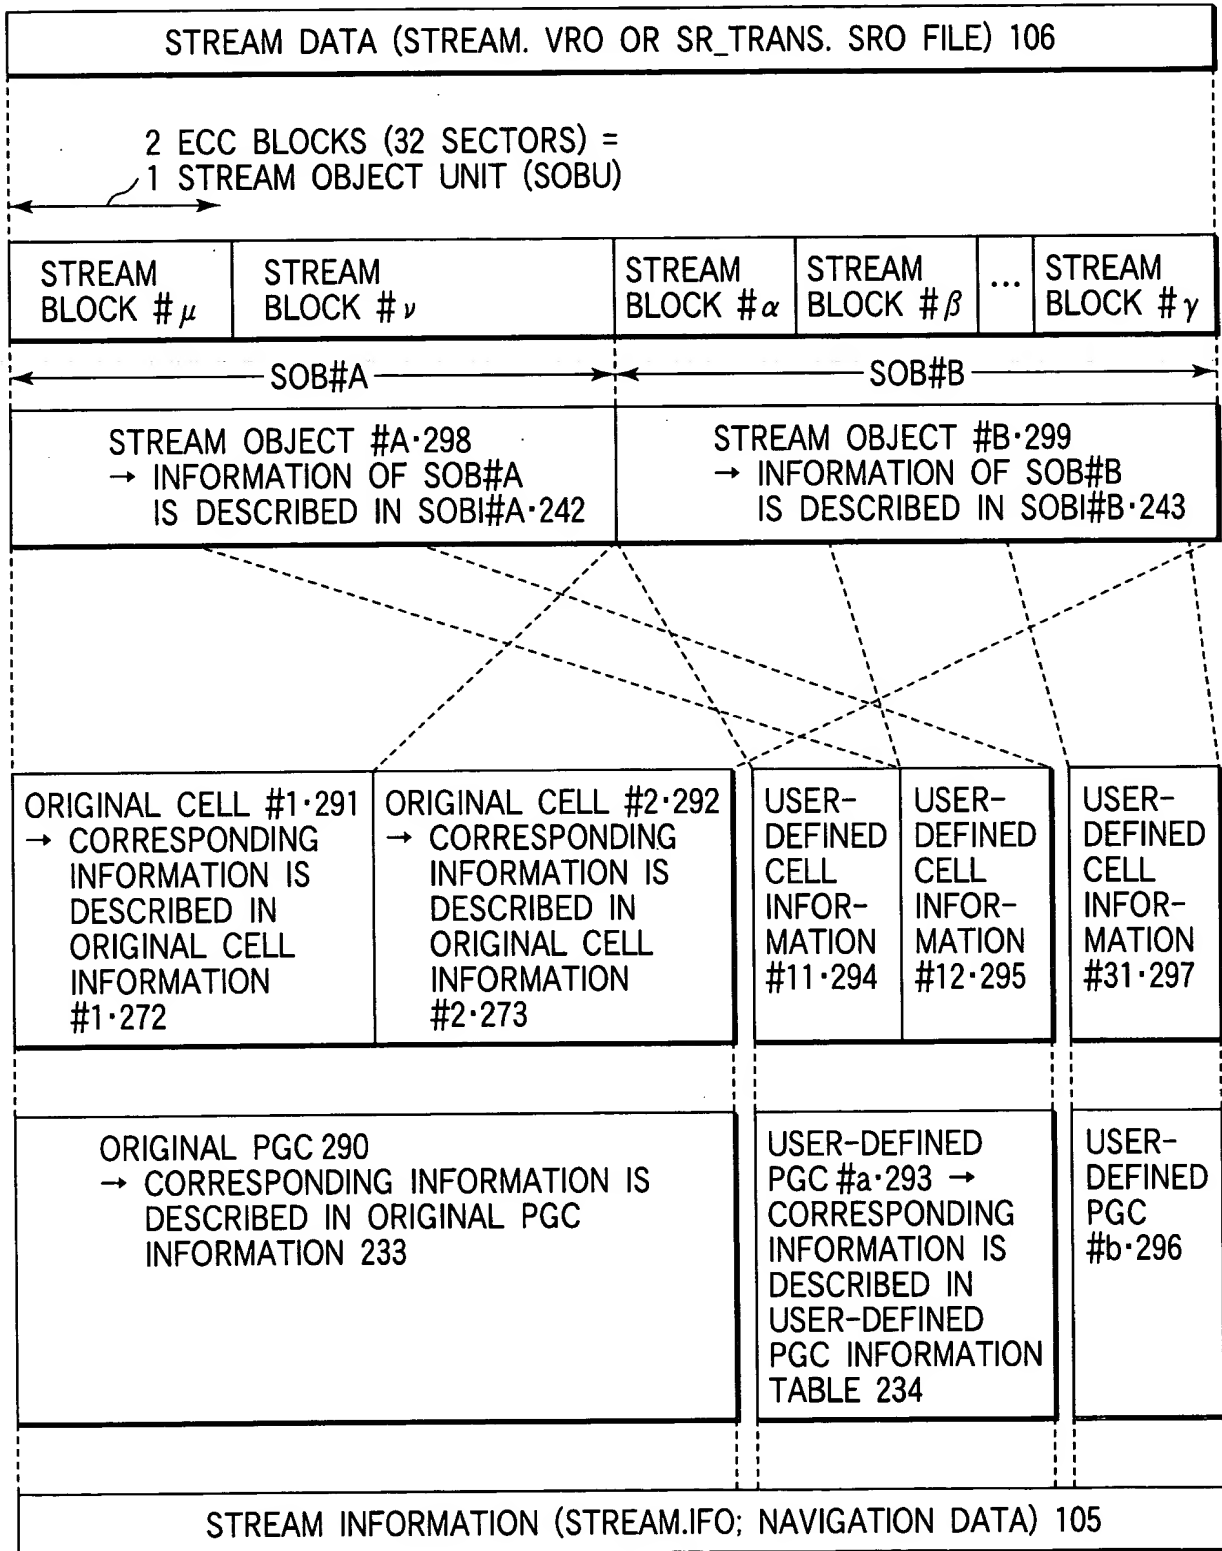 STREAM DATA (STREAM. VRO OR SR_TRANS. SRO FILE) 106
2 ECC BLOCKS (32 SECTORS) =
1 STREAM OBJECT UNIT (SOBU)
STREAM
BLOCK #μ
STREAM
BLOCK #ν
STREAM
BLOCK #α
STREAM
BLOCK #β
...
STREAM
BLOCK #γ
SOB#A
SOB#B
STREAM OBJECT #A·298
→ INFORMATION OF SOB#A
IS DESCRIBED IN SOBI#A·242
STREAM OBJECT #B·299
→ INFORMATION OF SOB#B
IS DESCRIBED IN SOBI#B·243
ORIGINAL CELL #1·291
→ CORRESPONDING
INFORMATION IS
DESCRIBED IN
ORIGINAL CELL
INFORMATION
#1·272
ORIGINAL CELL #2·292
→ CORRESPONDING
INFORMATION IS
DESCRIBED IN
ORIGINAL CELL
INFORMATION
#2·273
USER-
DEFINED
CELL
INFOR-
MATION
#11·294
USER-
DEFINED
CELL
INFOR-
MATION
#12·295
USER-
DEFINED
CELL
INFOR-
MATION
#31·297
ORIGINAL PGC 290
→ CORRESPONDING INFORMATION IS
DESCRIBED IN ORIGINAL PGC
INFORMATION 233
USER-DEFINED
PGC #a·293 →
CORRESPONDING
INFORMATION IS
DESCRIBED IN
USER-DEFINED
PGC INFORMATION
TABLE 234
USER-
DEFINED
PGC
#b·296
STREAM INFORMATION (STREAM.IFO; NAVIGATION DATA) 105